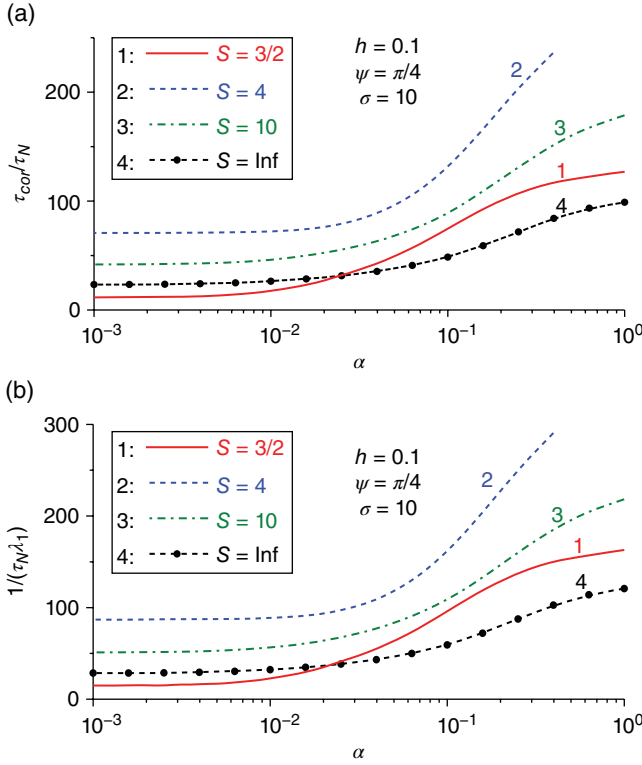 (a)
1: S = 3/2
2: S = 4
3: S = 10
4: S = Inf
h = 0.1
ψ = π/4
σ = 10
2
3
1
4
τcor/τN
200
100
0
10⁻³ 10⁻² 10⁻¹ 10⁰
α
(b)
1: S = 3/2
2: S = 4
3: S = 10
4: S = Inf
h = 0.1
ψ = π/4
σ = 10
2
3
1
4
1/(τNλ1)
300
200
100
0
10⁻³ 10⁻² 10⁻¹ 10⁰
α